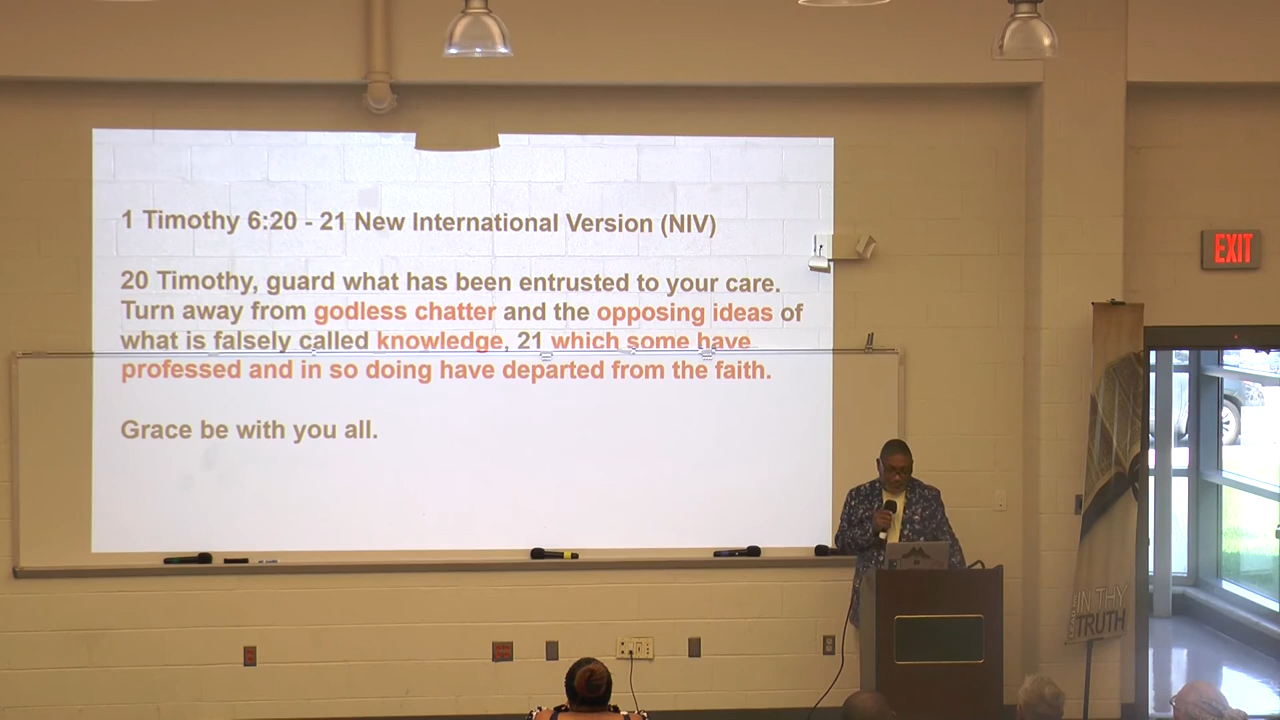 1 Timothy 6:20 - 21 New International Version (NIV)
20 Timothy, guard what has been entrusted to your care.
Turn away from godless chatter and the opposing ideas of
what is falsely called knowledge, 21 which some have
professed and in so doing have departed from the faith.
Grace be with you all.
EXIT
IN THY
TRUTH